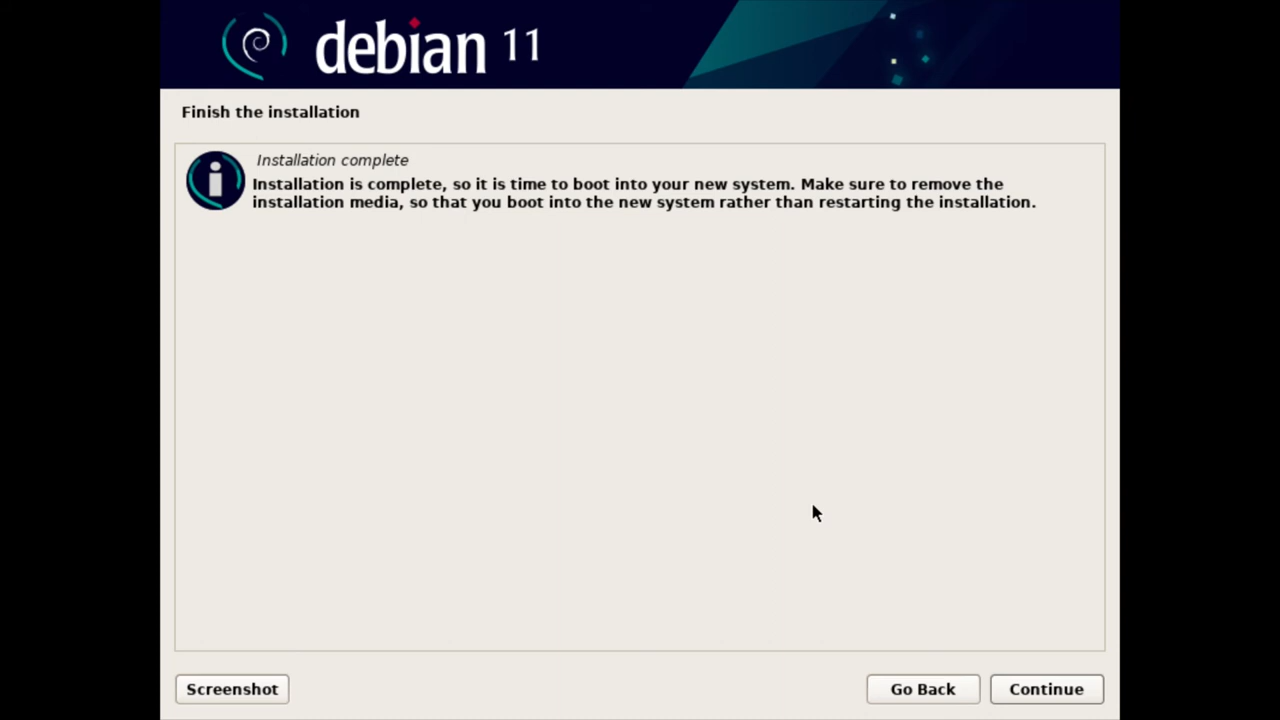 debian 11
Finish the installation
Installation complete
Installation is complete, so it is time to boot into your new system. Make sure to remove the
installation media, so that you boot into the new system rather than restarting the installation.
Screenshot
Go Back
Continue